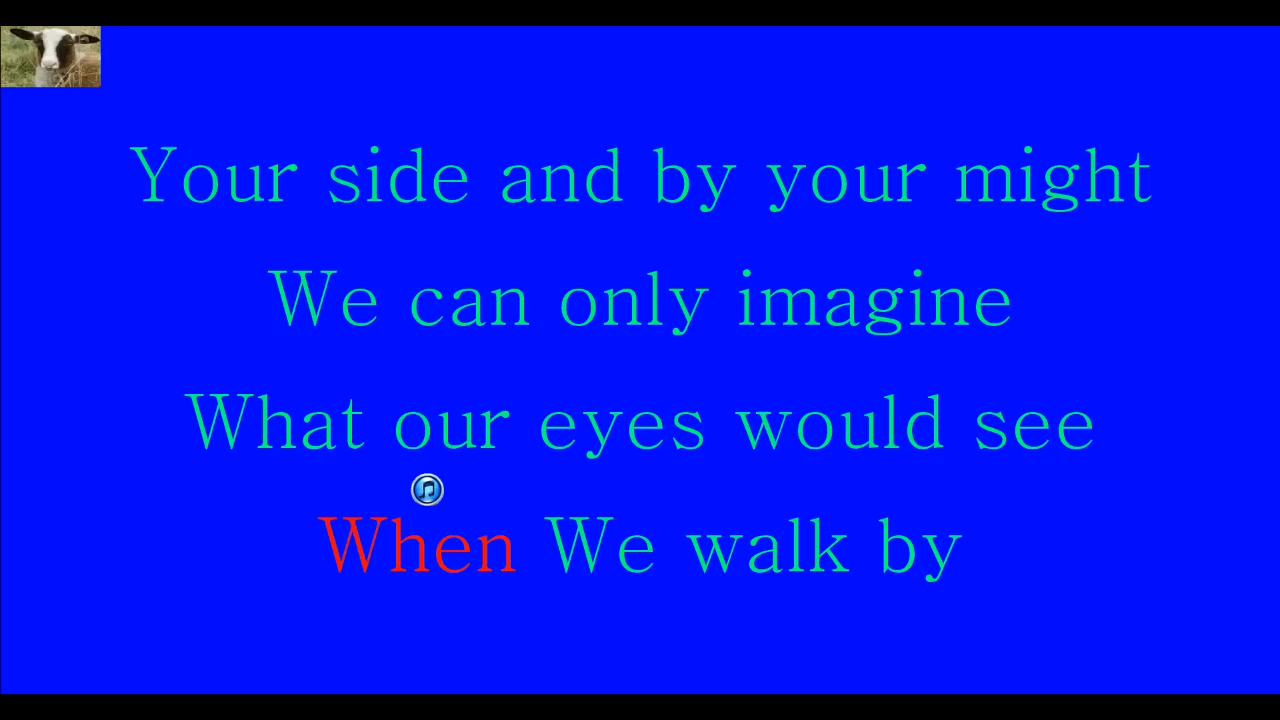 Your side and by your might
We can only imagine
What our eyes would see
When We walk by